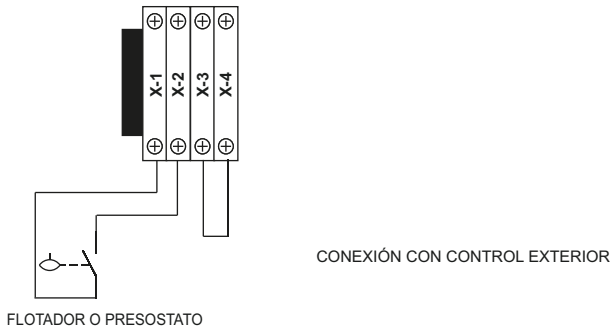 X-1
X-2
X-3
X-4
CONEXIÓN CON CONTROL EXTERIOR
FLOTADOR O PRESOSTATO